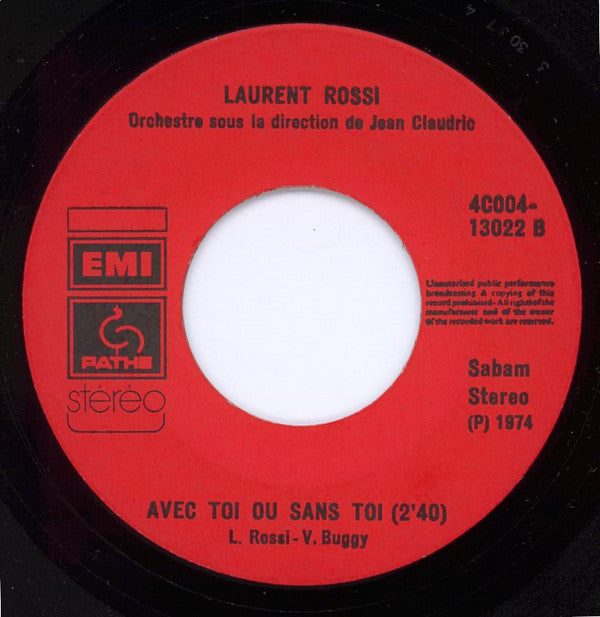 LAURENT ROSSI
Orchestre sous la direction de Jean Claudric
4C004-
13022 B
EMI
PATHE
stéréo
Unauthorised public performance
broadcasting & copying of this
record prohibited. All rights of the
manufacturer and of the owner
of the recorded work are reserved.
Sabam
Stereo
(P) 1974
AVEC TOI OU SANS TOI (2'40)
L. Rossi-V. Buggy